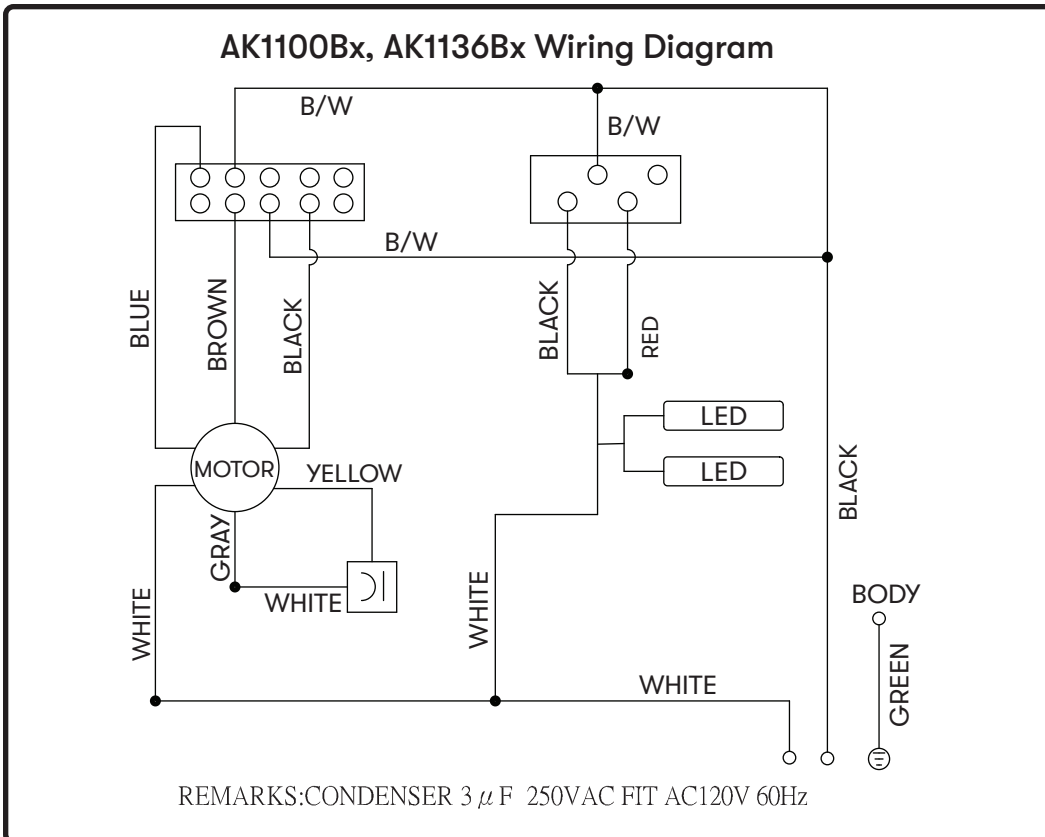 AK1100Bx, AK1136Bx Wiring Diagram
B/W
B/W
B/W
BLUE
BROWN
BLACK
BLACK
RED
LED
LED
MOTOR
YELLOW
BLACK
GRAY
WHITE
WHITE
WHITE
BODY
GREEN
WHITE
REMARKS:CONDENSER 3 μ F 250VAC FIT AC120V 60Hz